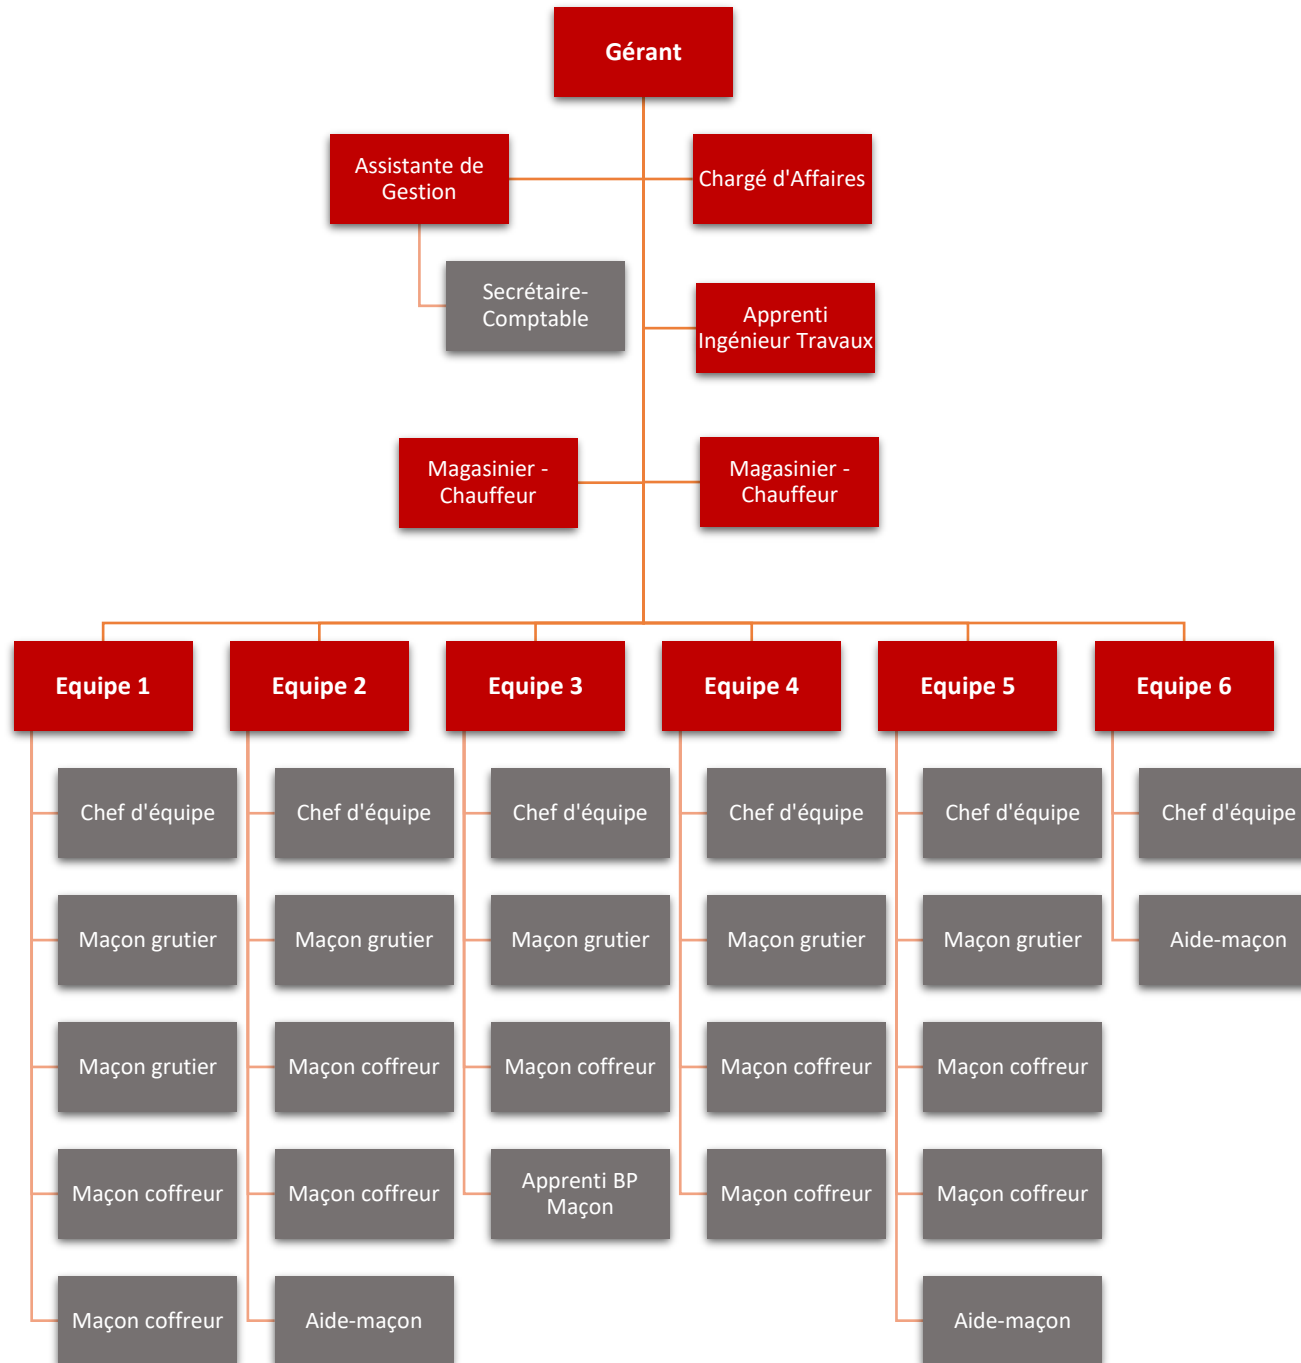 Gérant
Assistante de
Gestion
Chargé d'Affaires
Secrétaire-
Comptable
Apprenti
Ingénieur Travaux
Magasinier -
Chauffeur
Magasinier -
Chauffeur
Equipe 1
Equipe 2
Equipe 3
Equipe 4
Equipe 5
Equipe 6
Chef d'équipe
Chef d'équipe
Chef d'équipe
Chef d'équipe
Chef d'équipe
Chef d'équipe
Maçon grutier
Maçon grutier
Maçon grutier
Maçon grutier
Maçon grutier
Aide-maçon
Maçon grutier
Maçon coffreur
Maçon coffreur
Maçon coffreur
Maçon coffreur
Maçon coffreur
Maçon coffreur
Apprenti BP
Maçon
Maçon coffreur
Maçon coffreur
Maçon coffreur
Aide-maçon
Aide-maçon